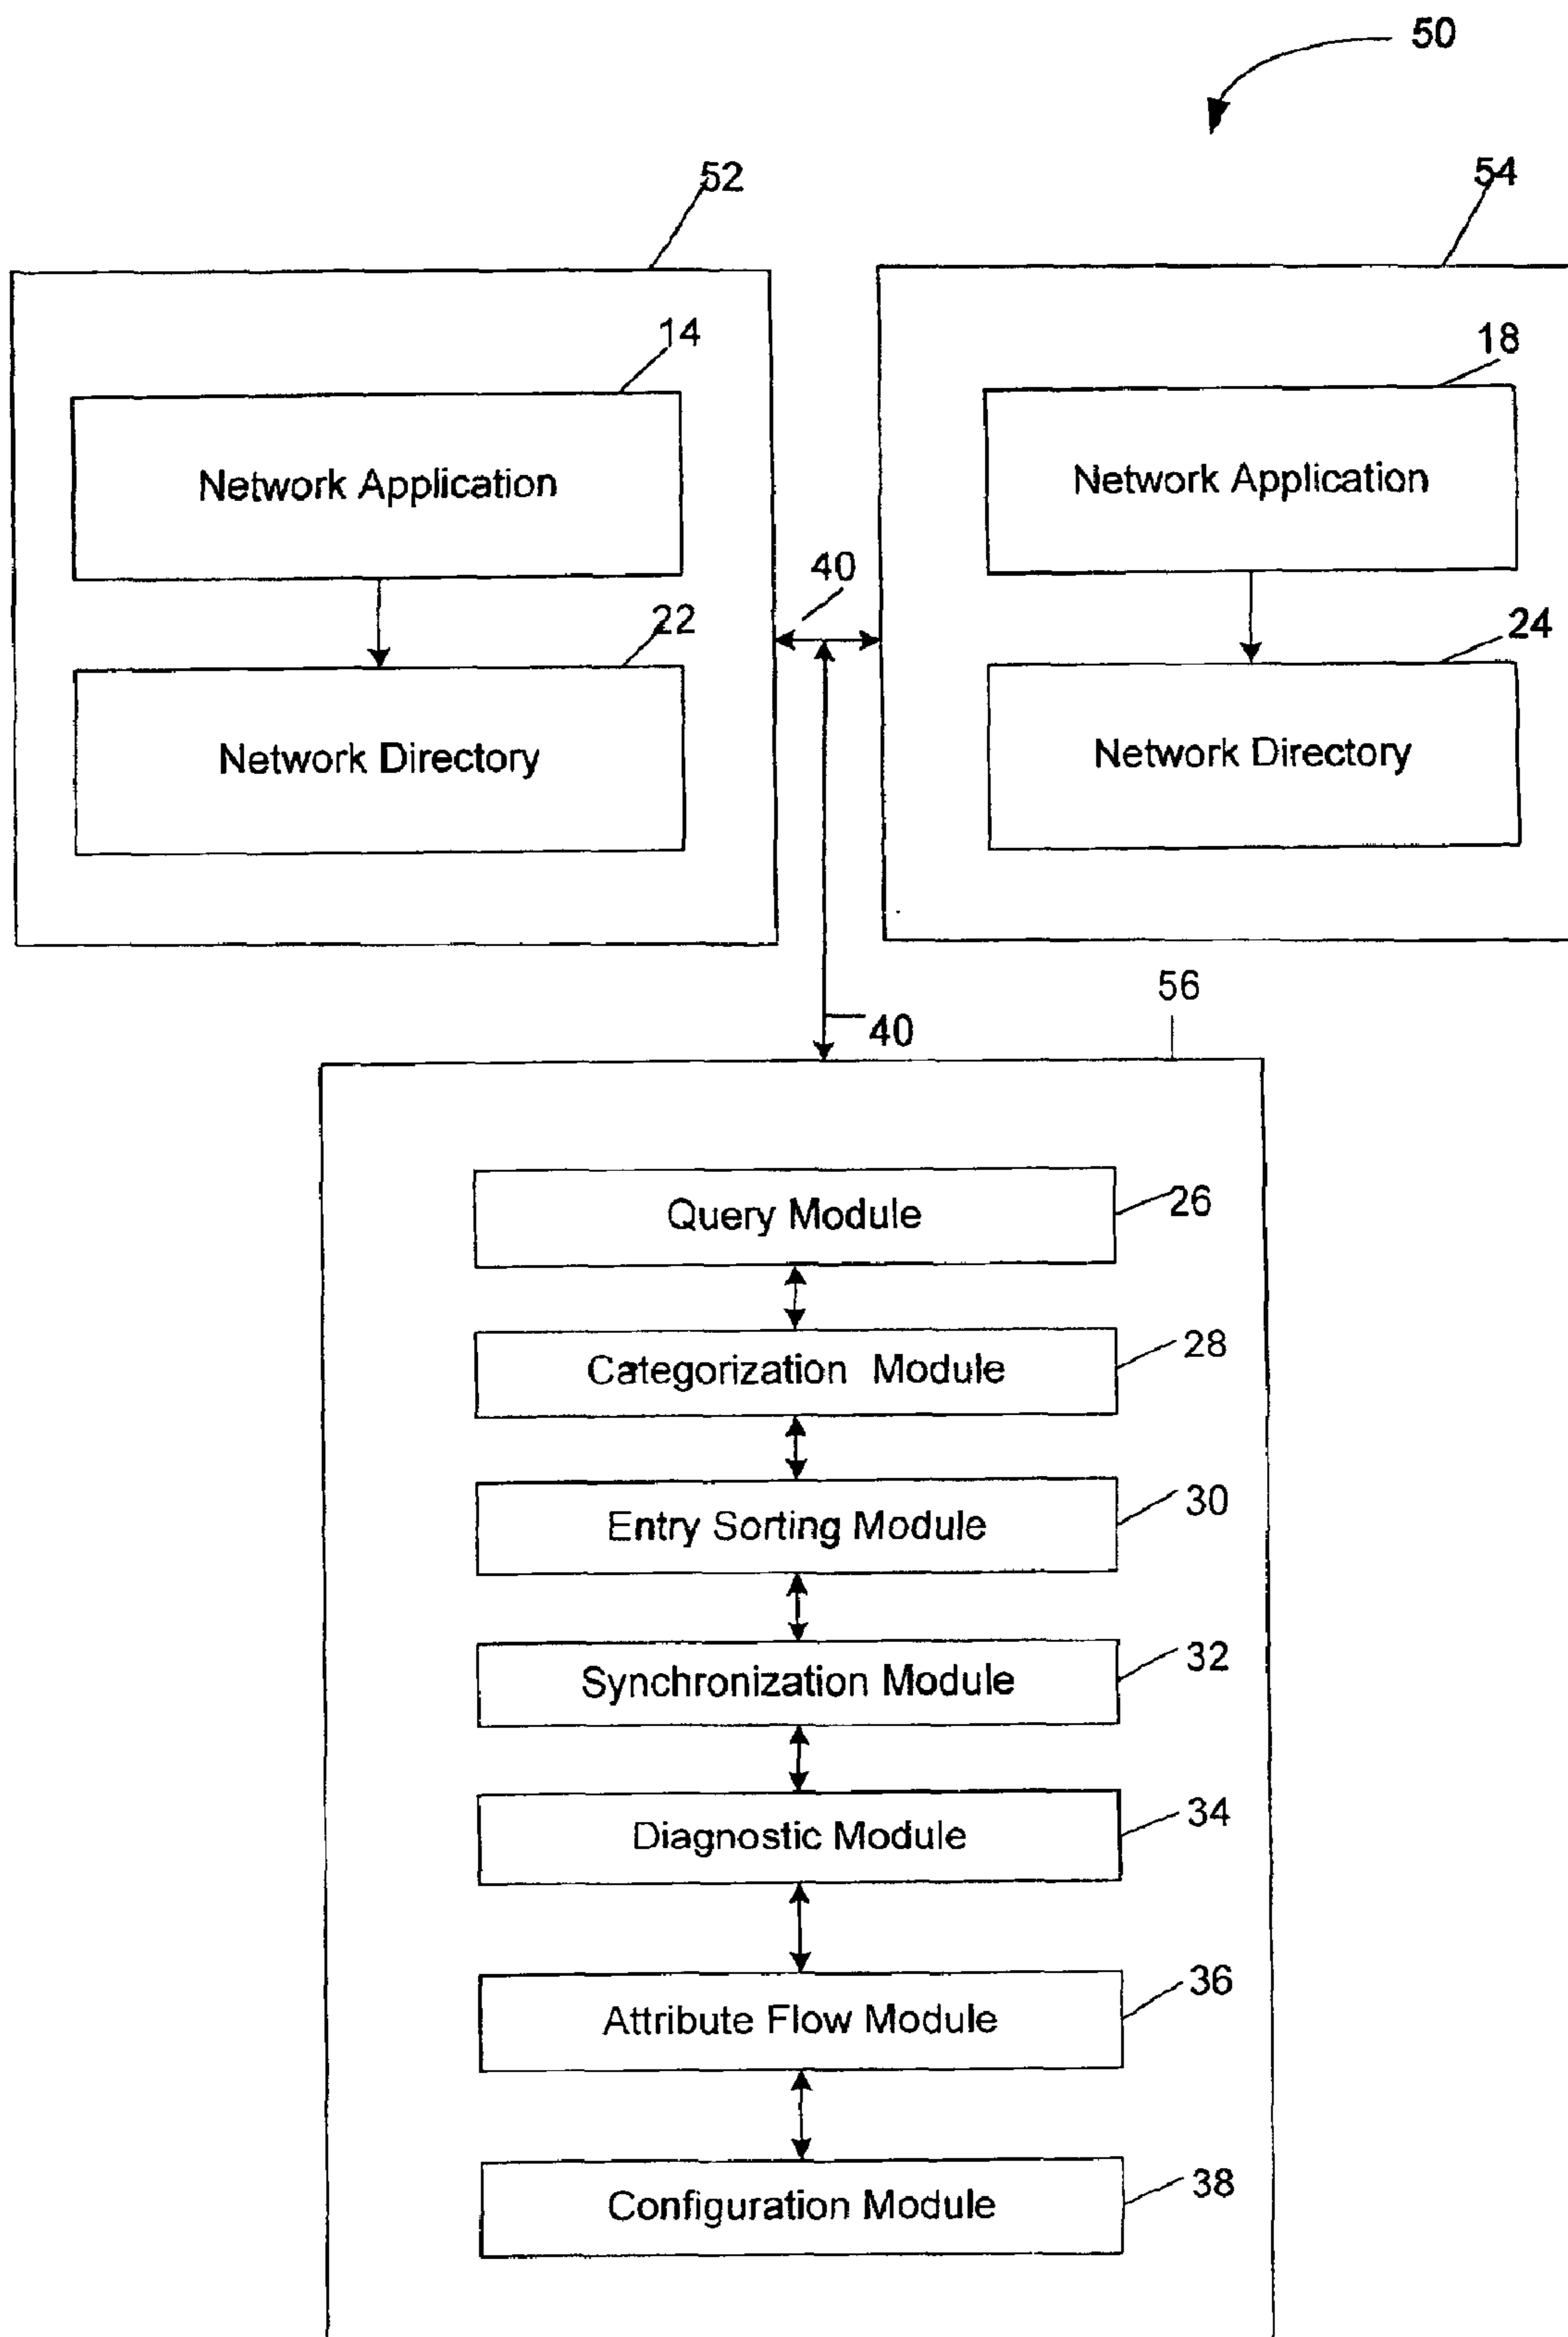 50
52
54
14
18
Network Application
Network Application
40
22
24
Network Directory
Network Directory
56
40
Query Module
26
Categorization Module
28
Entry Sorting Module
30
Synchronization Module
32
Diagnostic Module
34
Attribute Flow Module
36
Configuration Module
38